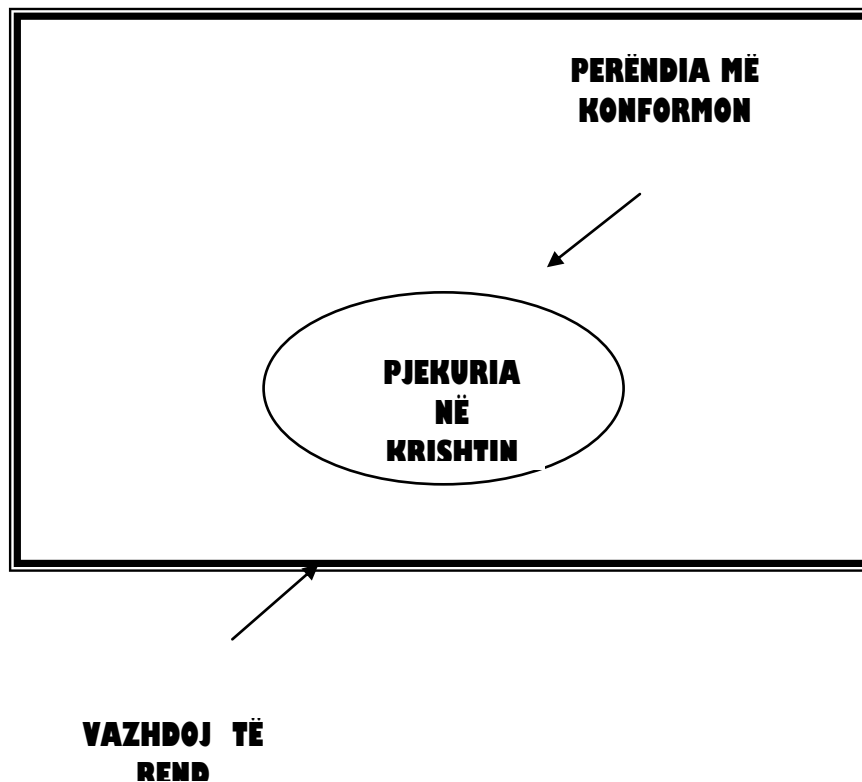 PERËNDIA MË
KONFORMON
PJEKURIA
NË
KRISHTIN
VAZHDOJ TË
REND